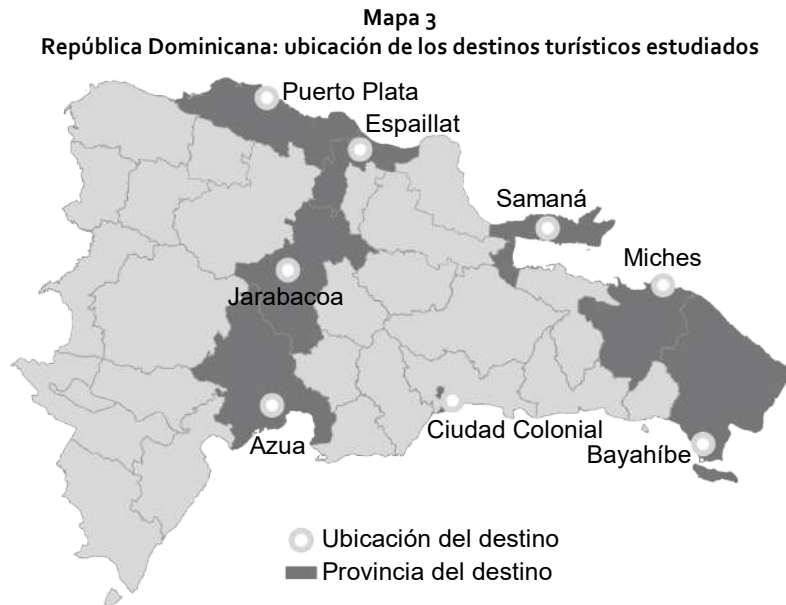 Mapa 3
República Dominicana: ubicación de los destinos turísticos estudiados
Puerto Plata
Espaillat
Samaná
Miches
Jarabacoa
Azua
Ciudad Colonial
Bayahíbe
Ubicación del destino
Provincia del destino